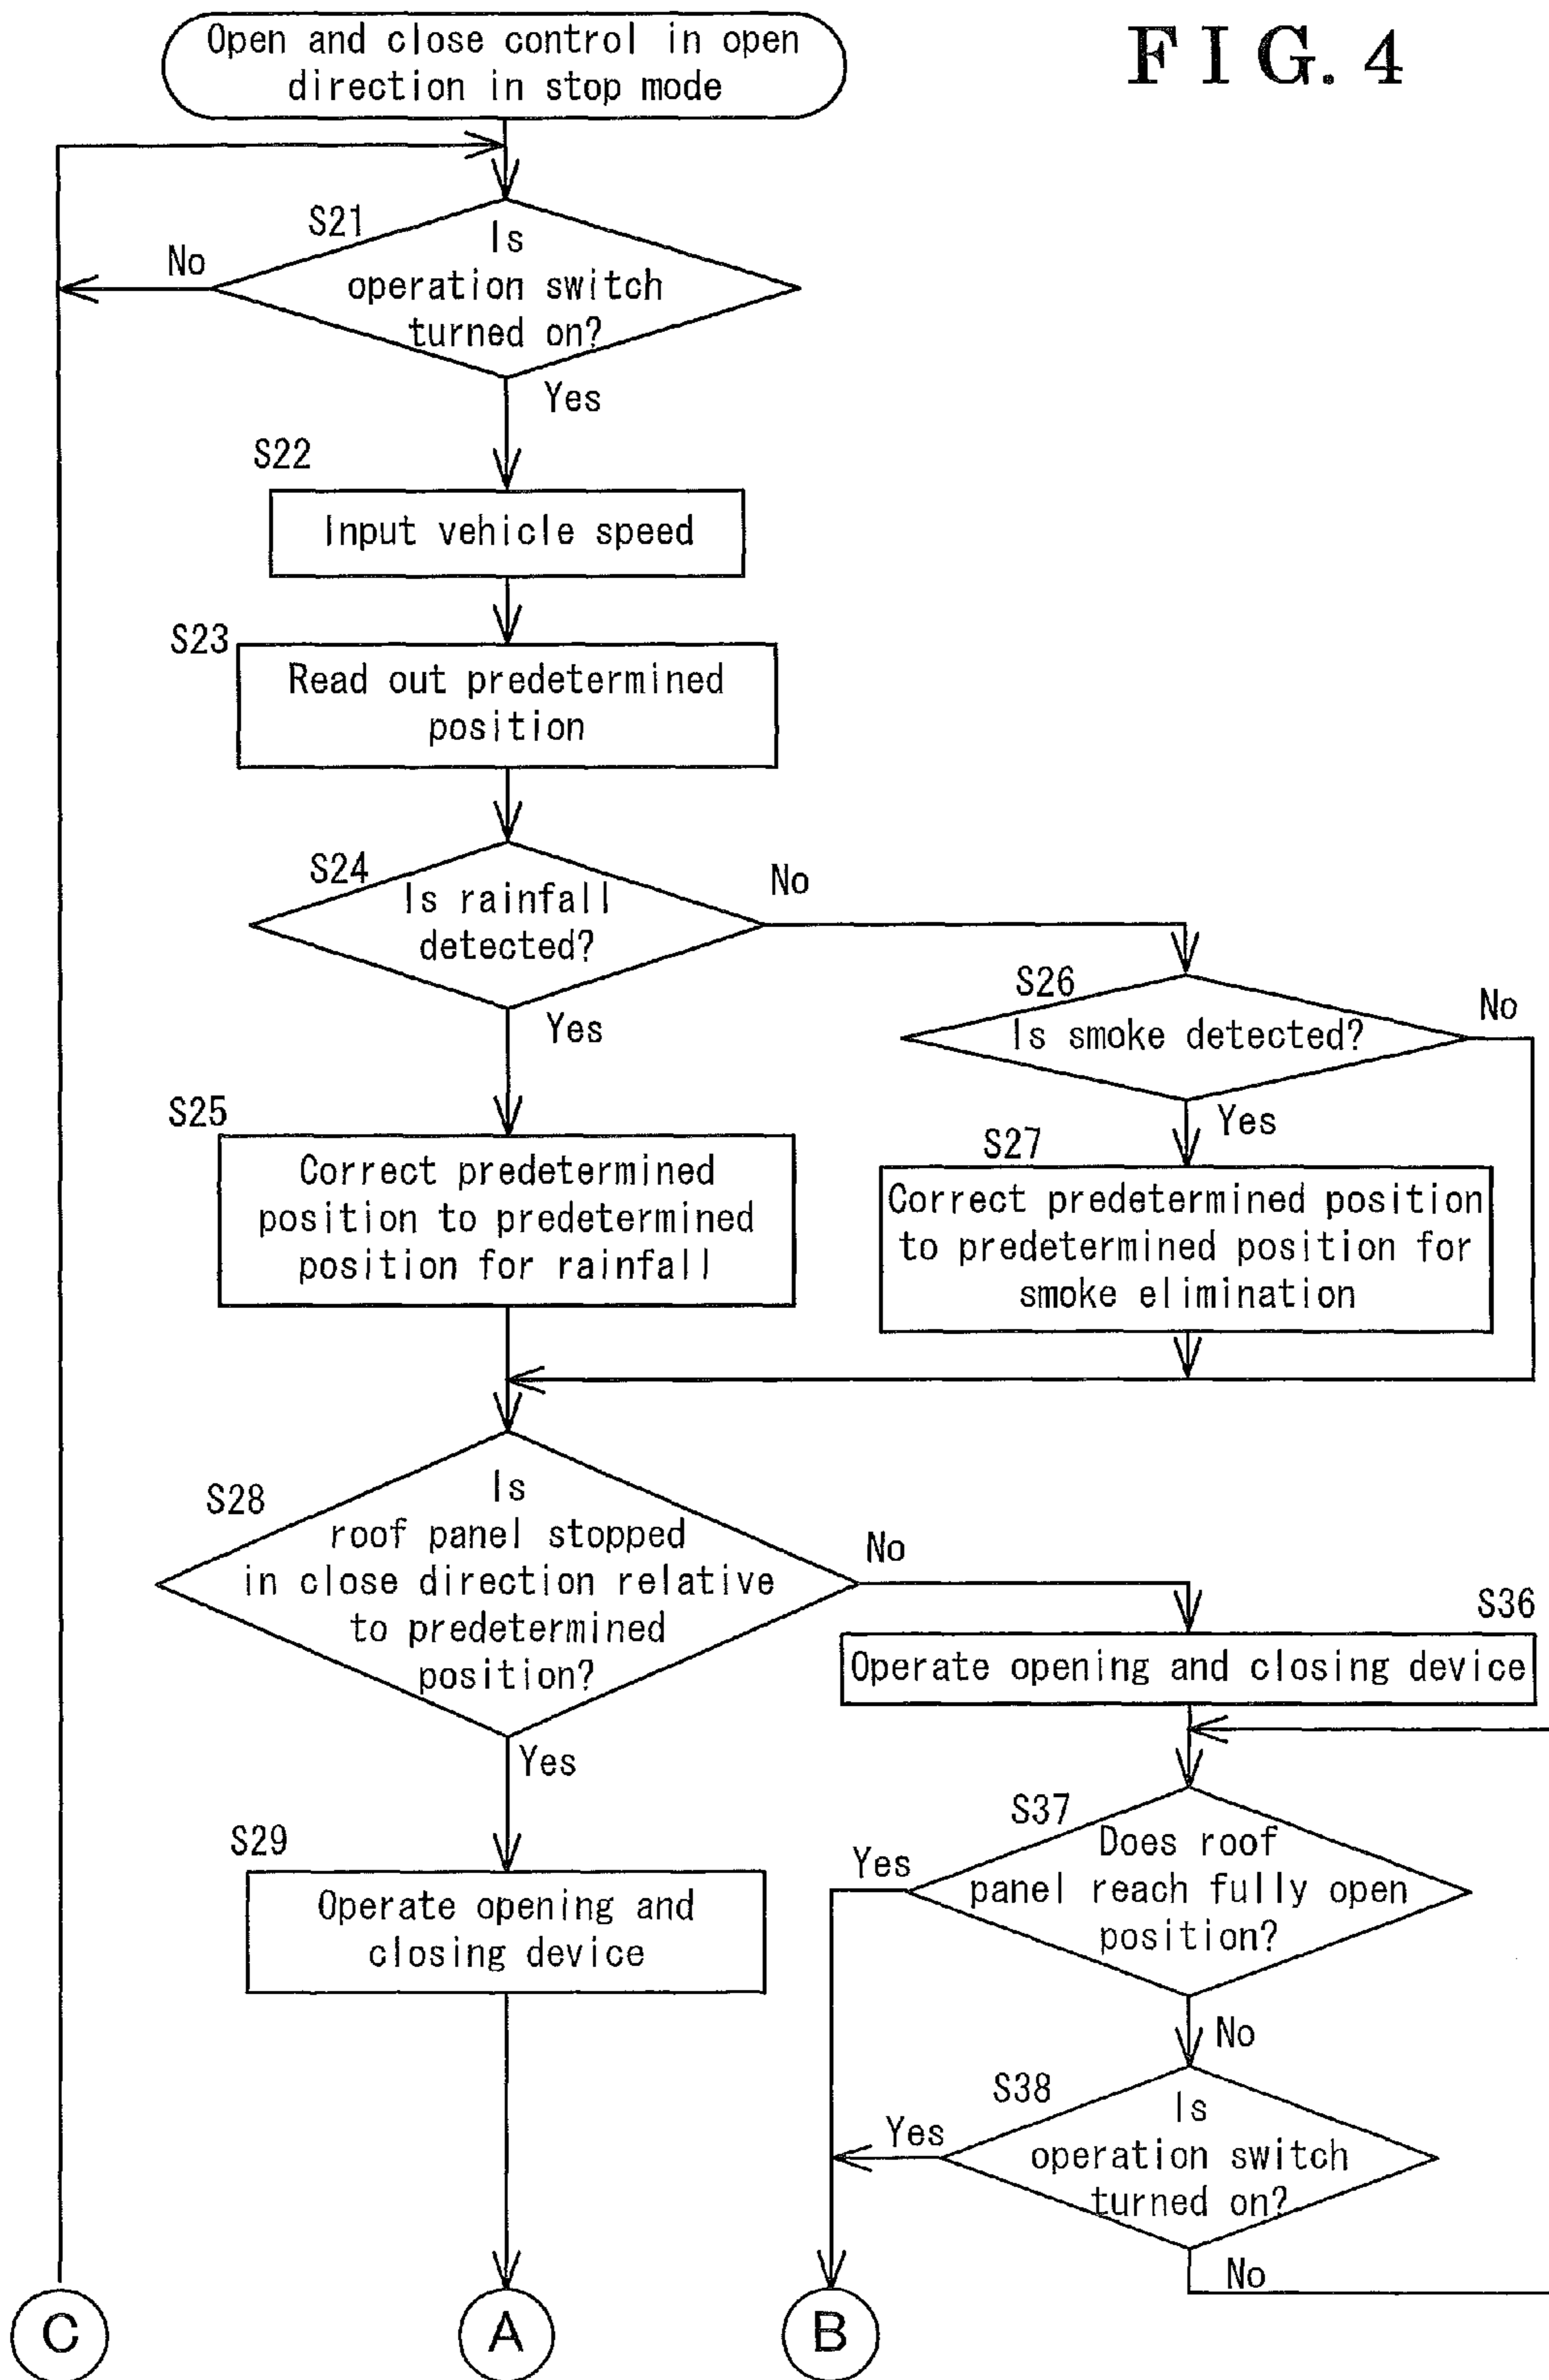 FIG. 4
Open and close control in open
direction in stop mode
S21
Is
operation switch
turned on?
No
Yes
S22
Input vehicle speed
S23
Read out predetermined
position
S24
Is rainfall
detected?
No
Yes
S26
Is smoke detected?
No
Yes
S25
Correct predetermined
position to predetermined
position for rainfall
S27
Correct predetermined position
to predetermined position for
smoke elimination
S28
Is
roof panel stopped
in close direction relative
to predetermined
position?
No
Yes
S36
Operate opening and closing device
S29
Operate opening and
closing device
S37
Does roof
panel reach fully open
position?
Yes
No
S38
Is
operation switch
turned on?
Yes
No
C
A
B